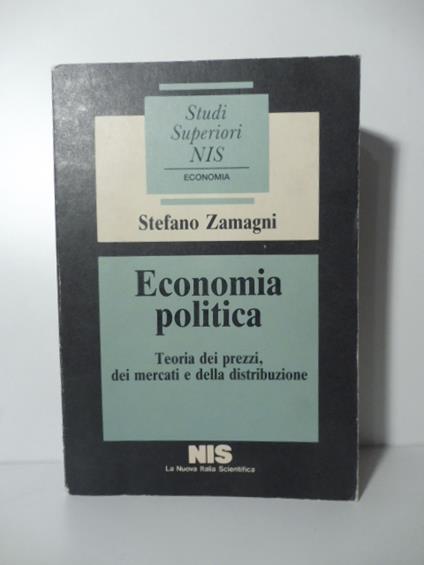 Studi
Superiori
NIS
ECONOMIA
Stefano Zamagni
Economia
politica
Teoria dei prezzi,
dei mercati e della distribuzione
NIS
La Nuova Italia Scientifica